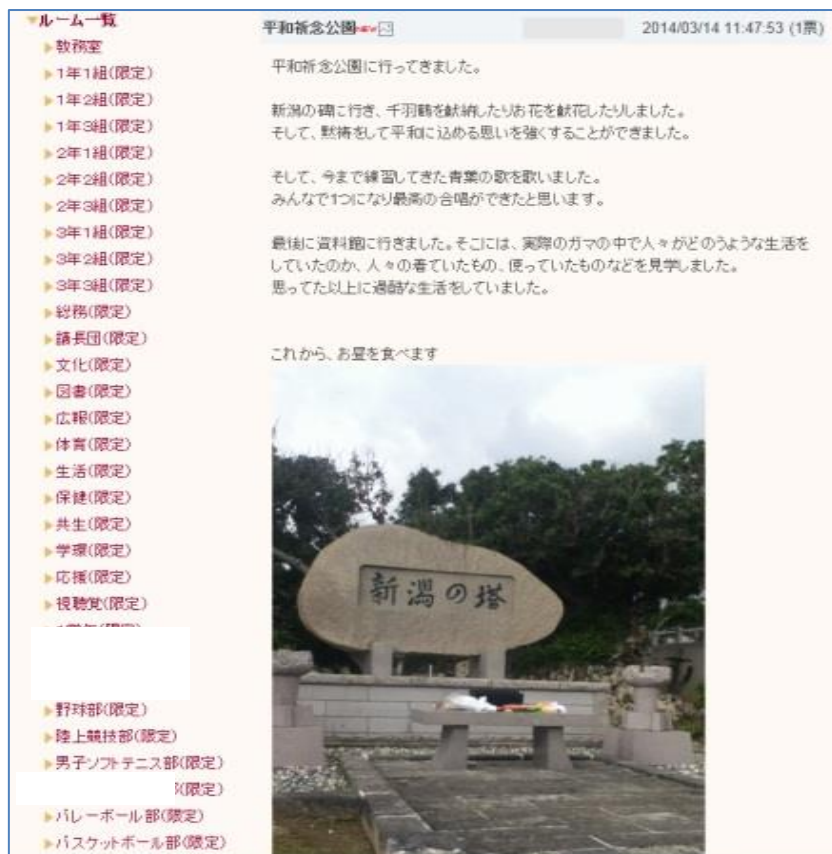 ルーム一覧
教務室
1年1組(限定)
1年2組(限定)
1年3組(限定)
2年1組(限定)
2年2組(限定)
2年3組(限定)
3年1組(限定)
3年2組(限定)
3年3組(限定)
総務(限定)
議長団(限定)
文化(限定)
図書(限定)
広報(限定)
体育(限定)
生活(限定)
保健(限定)
共生(限定)
学環(限定)
応援(限定)
視聴覚(限定)
野球部(限定)
陸上競技部(限定)
男子ソフトテニス部(限定)
(限定)
バレーボール部(限定)
バスケットボール部(限定)
平和祈念公園NEW
2014/03/14 11:47:53 (1票)
平和祈念公園に行ってきました。
新潟の碑に行き、千羽鶴を献納したりお花を献花したりしました。
そして、黙祷をして平和に込める思いを強くすることができました。
そして、今まで練習してきた青葉の歌を歌いました。
みんなで1つになり最高の合唱ができたと思います。
最後に資料館に行きました。そこには、実際のガマの中で人々がどのような生活を
していたのか、人々の着ていたもの、使っていたものなどを見学しました。
思ってた以上に過酷な生活をしていました。
これから、お昼を食べます
新潟の塔